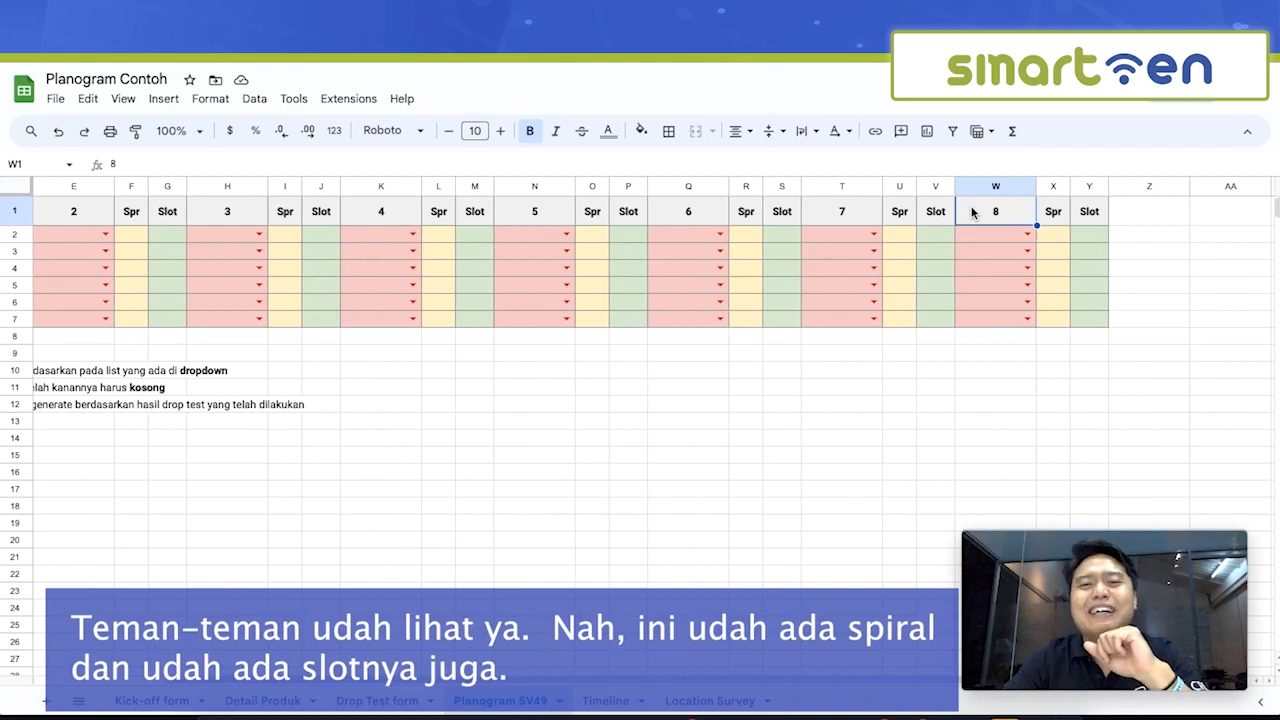 smarten
Planogram Contoh
File Edit View Insert Format Data Tools Extensions Help
100% $ % .0 .00 123 Roboto 10 B I S A
W1 fx 8
E F G H I J K L M N O P Q R S T U V W X Y Z AA
1 2 Spr Slot 3 Spr Slot 4 Spr Slot 5 Spr Slot 6 Spr Slot 7 Spr Slot 8 Spr Slot
2
3
4
5
6
7
8
9
10 dasarkan pada list yang ada di dropdown
11 elah kanannya harus kosong
12 generate berdasarkan hasil drop test yang telah dilakukan
13
14
15
16
17
18
19
20
21
22
23
24
25
26
27
Teman-teman udah lihat ya. Nah, ini udah ada spiral
dan udah ada slotnya juga.
Kick-off form Detail Produk Drop Test form Planogram SV49 Timeline Location Survey